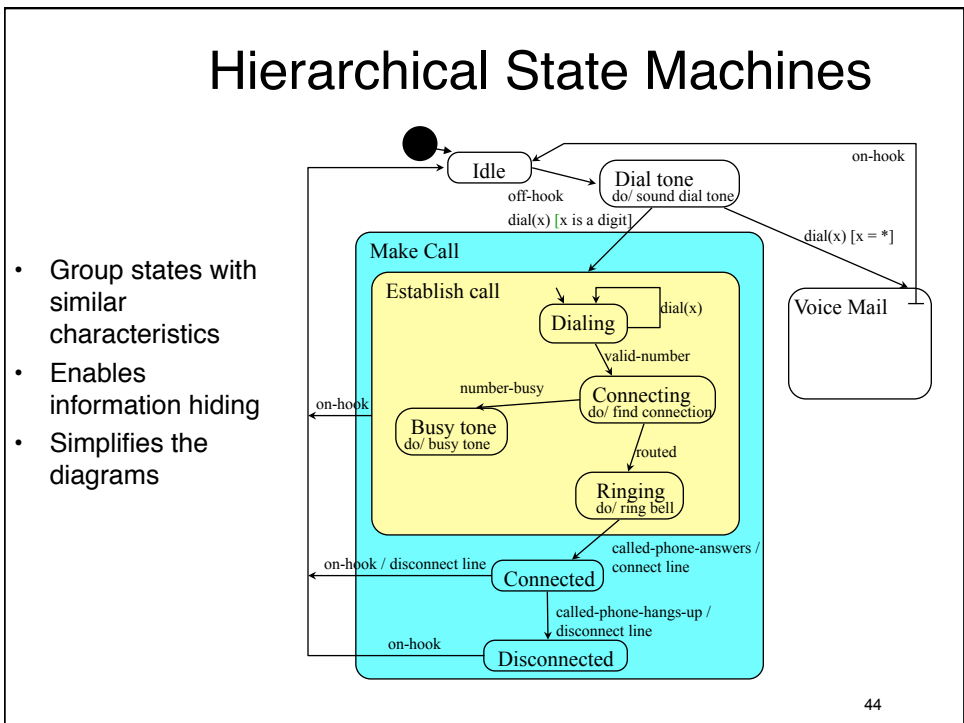 Hierarchical State Machines
• Group states with
similar
characteristics
• Enables
information hiding
• Simplifies the
diagrams
Idle
off-hook
Dial tone
do/ sound dial tone
on-hook
dial(x) [x is a digit]
dial(x) [x = *]
Voice Mail
Make Call
Establish call
Dialing
dial(x)
valid-number
Connecting
do/ find connection
number-busy
Busy tone
do/ busy tone
routed
Ringing
do/ ring bell
on-hook
called-phone-answers /
connect line
on-hook / disconnect line
Connected
called-phone-hangs-up /
disconnect line
on-hook
Disconnected
44